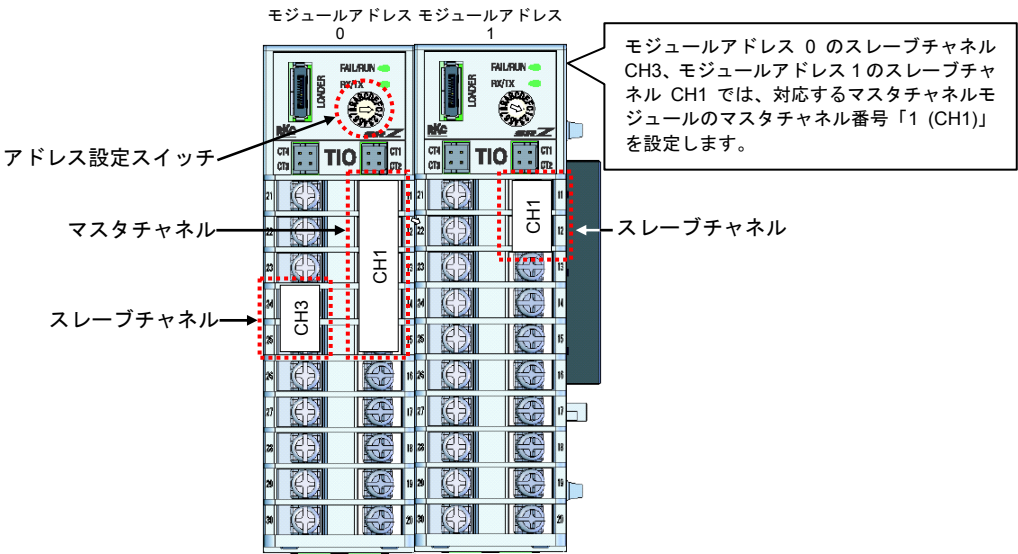 モジュールアドレス モジュールアドレス
0 1
モジュールアドレス 0 のスレーブチャネル
CH3、モジュールアドレス 1 のスレーブチャ
ネル CH1 では、対応するマスタチャネルモ
ジュールのマスタチャネル番号「1 (CH1)」
を設定します。
FAIL/RUN
RX/TX
LOADER
RKC
SRZ
FAIL/RUN
RX/TX
LOADER
RKC
SRZ
アドレス設定スイッチ
CT4 TIO CT1
CT3 CT2
CT4 TIO CT1
CT3 CT2
マスタチャネル
CH1
スレーブチャネル
CH3
CH1
スレーブチャネル
21 11 21 11
22 12 22 12
23 13 23 13
24 14 24 14
25 15 25 15
26 16 26 16
27 17 27 17
28 18 28 18
29 19 29 19
30 20 30 20